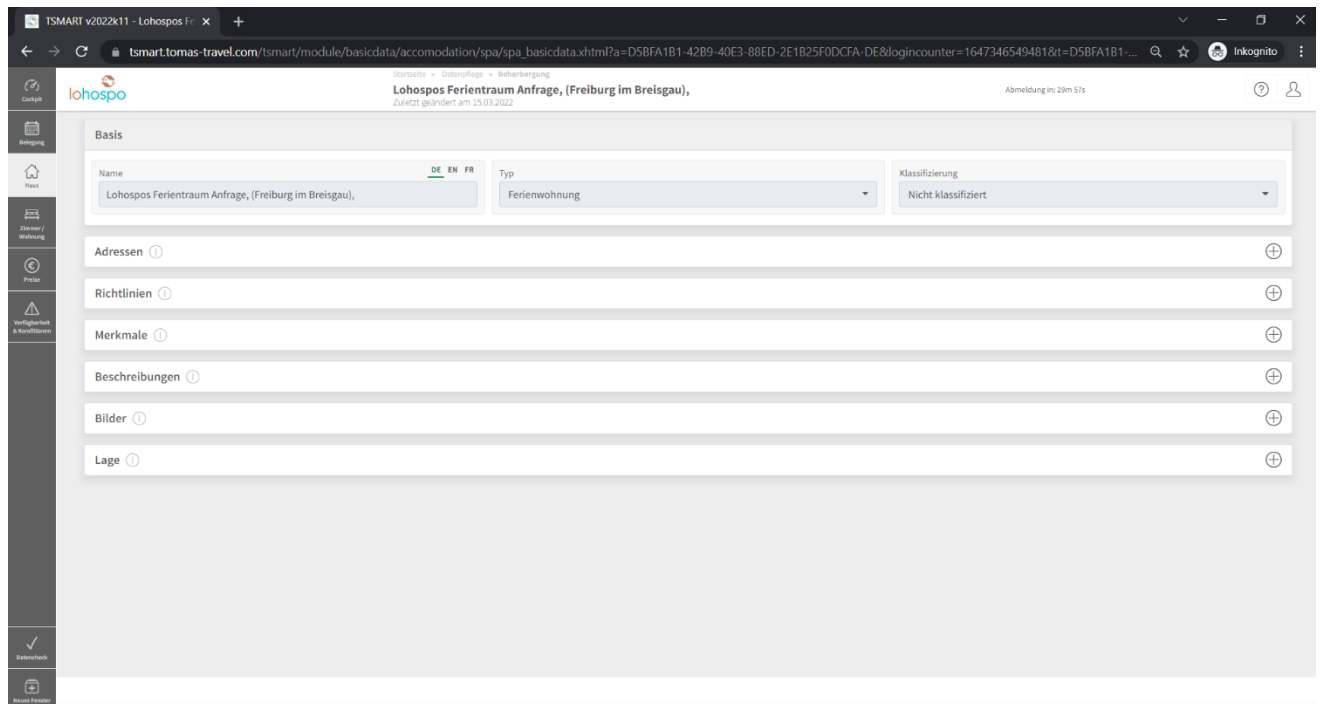 TSMART v2022k11 - Lohospos Fe
tsmart.tomas-travel.com/tsmart/module/basicdata/accomodation/spa/spa_basicdata.xhtml?a=D5BFA1B1-42B9-40E3-88ED-2E1B25F0DCFA-DE&logincounter=1647346549481&t=D5BFA1B1-...
Inkognito
Cockpit
lohospo
Startseite » Datenpflege » Beherbergung
Lohospos Ferientraum Anfrage, (Freiburg im Breisgau),
Zuletzt geändert am 15.03.2022
Abmeldung in: 29m 57s
Belegung
Haus
Zimmer /
Wohnung
Preise
Verfügbarkeit
& Konditionen
Basis
Name DE EN FR
Lohospos Ferientraum Anfrage, (Freiburg im Breisgau),
Typ
Ferienwohnung
Klassifizierung
Nicht klassifiziert
Adressen
Richtlinien
Merkmale
Beschreibungen
Bilder
Lage
Datencheck
Neues Fenster